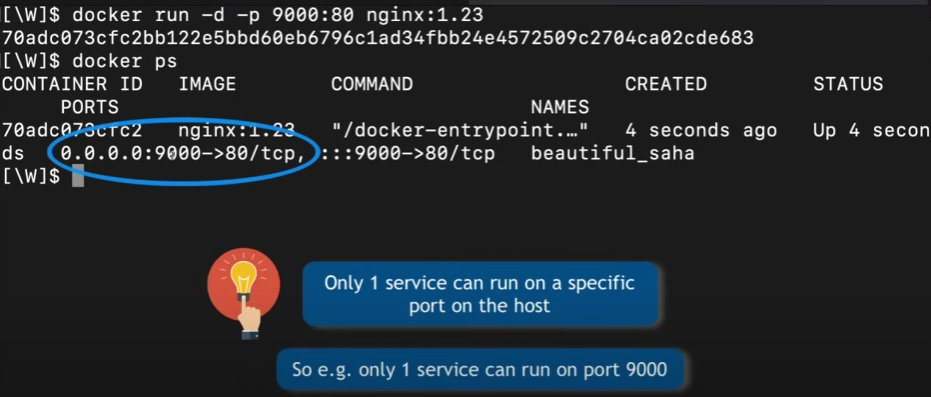 [\W]$ docker run -d -p 9000:80 nginx:1.23
70adc073cfc2bb122e5bbd60eb6796c1ad34fbb24e4572509c2704ca02cde683
[\W]$ docker ps
CONTAINER ID   IMAGE        COMMAND                  CREATED         STATUS
     PORTS                                   NAMES
70adc073cfc2   nginx:1.23   "/docker-entrypoint.…"   4 seconds ago   Up 4 secon
ds   0.0.0.0:9000->80/tcp, :::9000->80/tcp   beautiful_saha
[\W]$
Only 1 service can run on a specific
port on the host
So e.g. only 1 service can run on port 9000